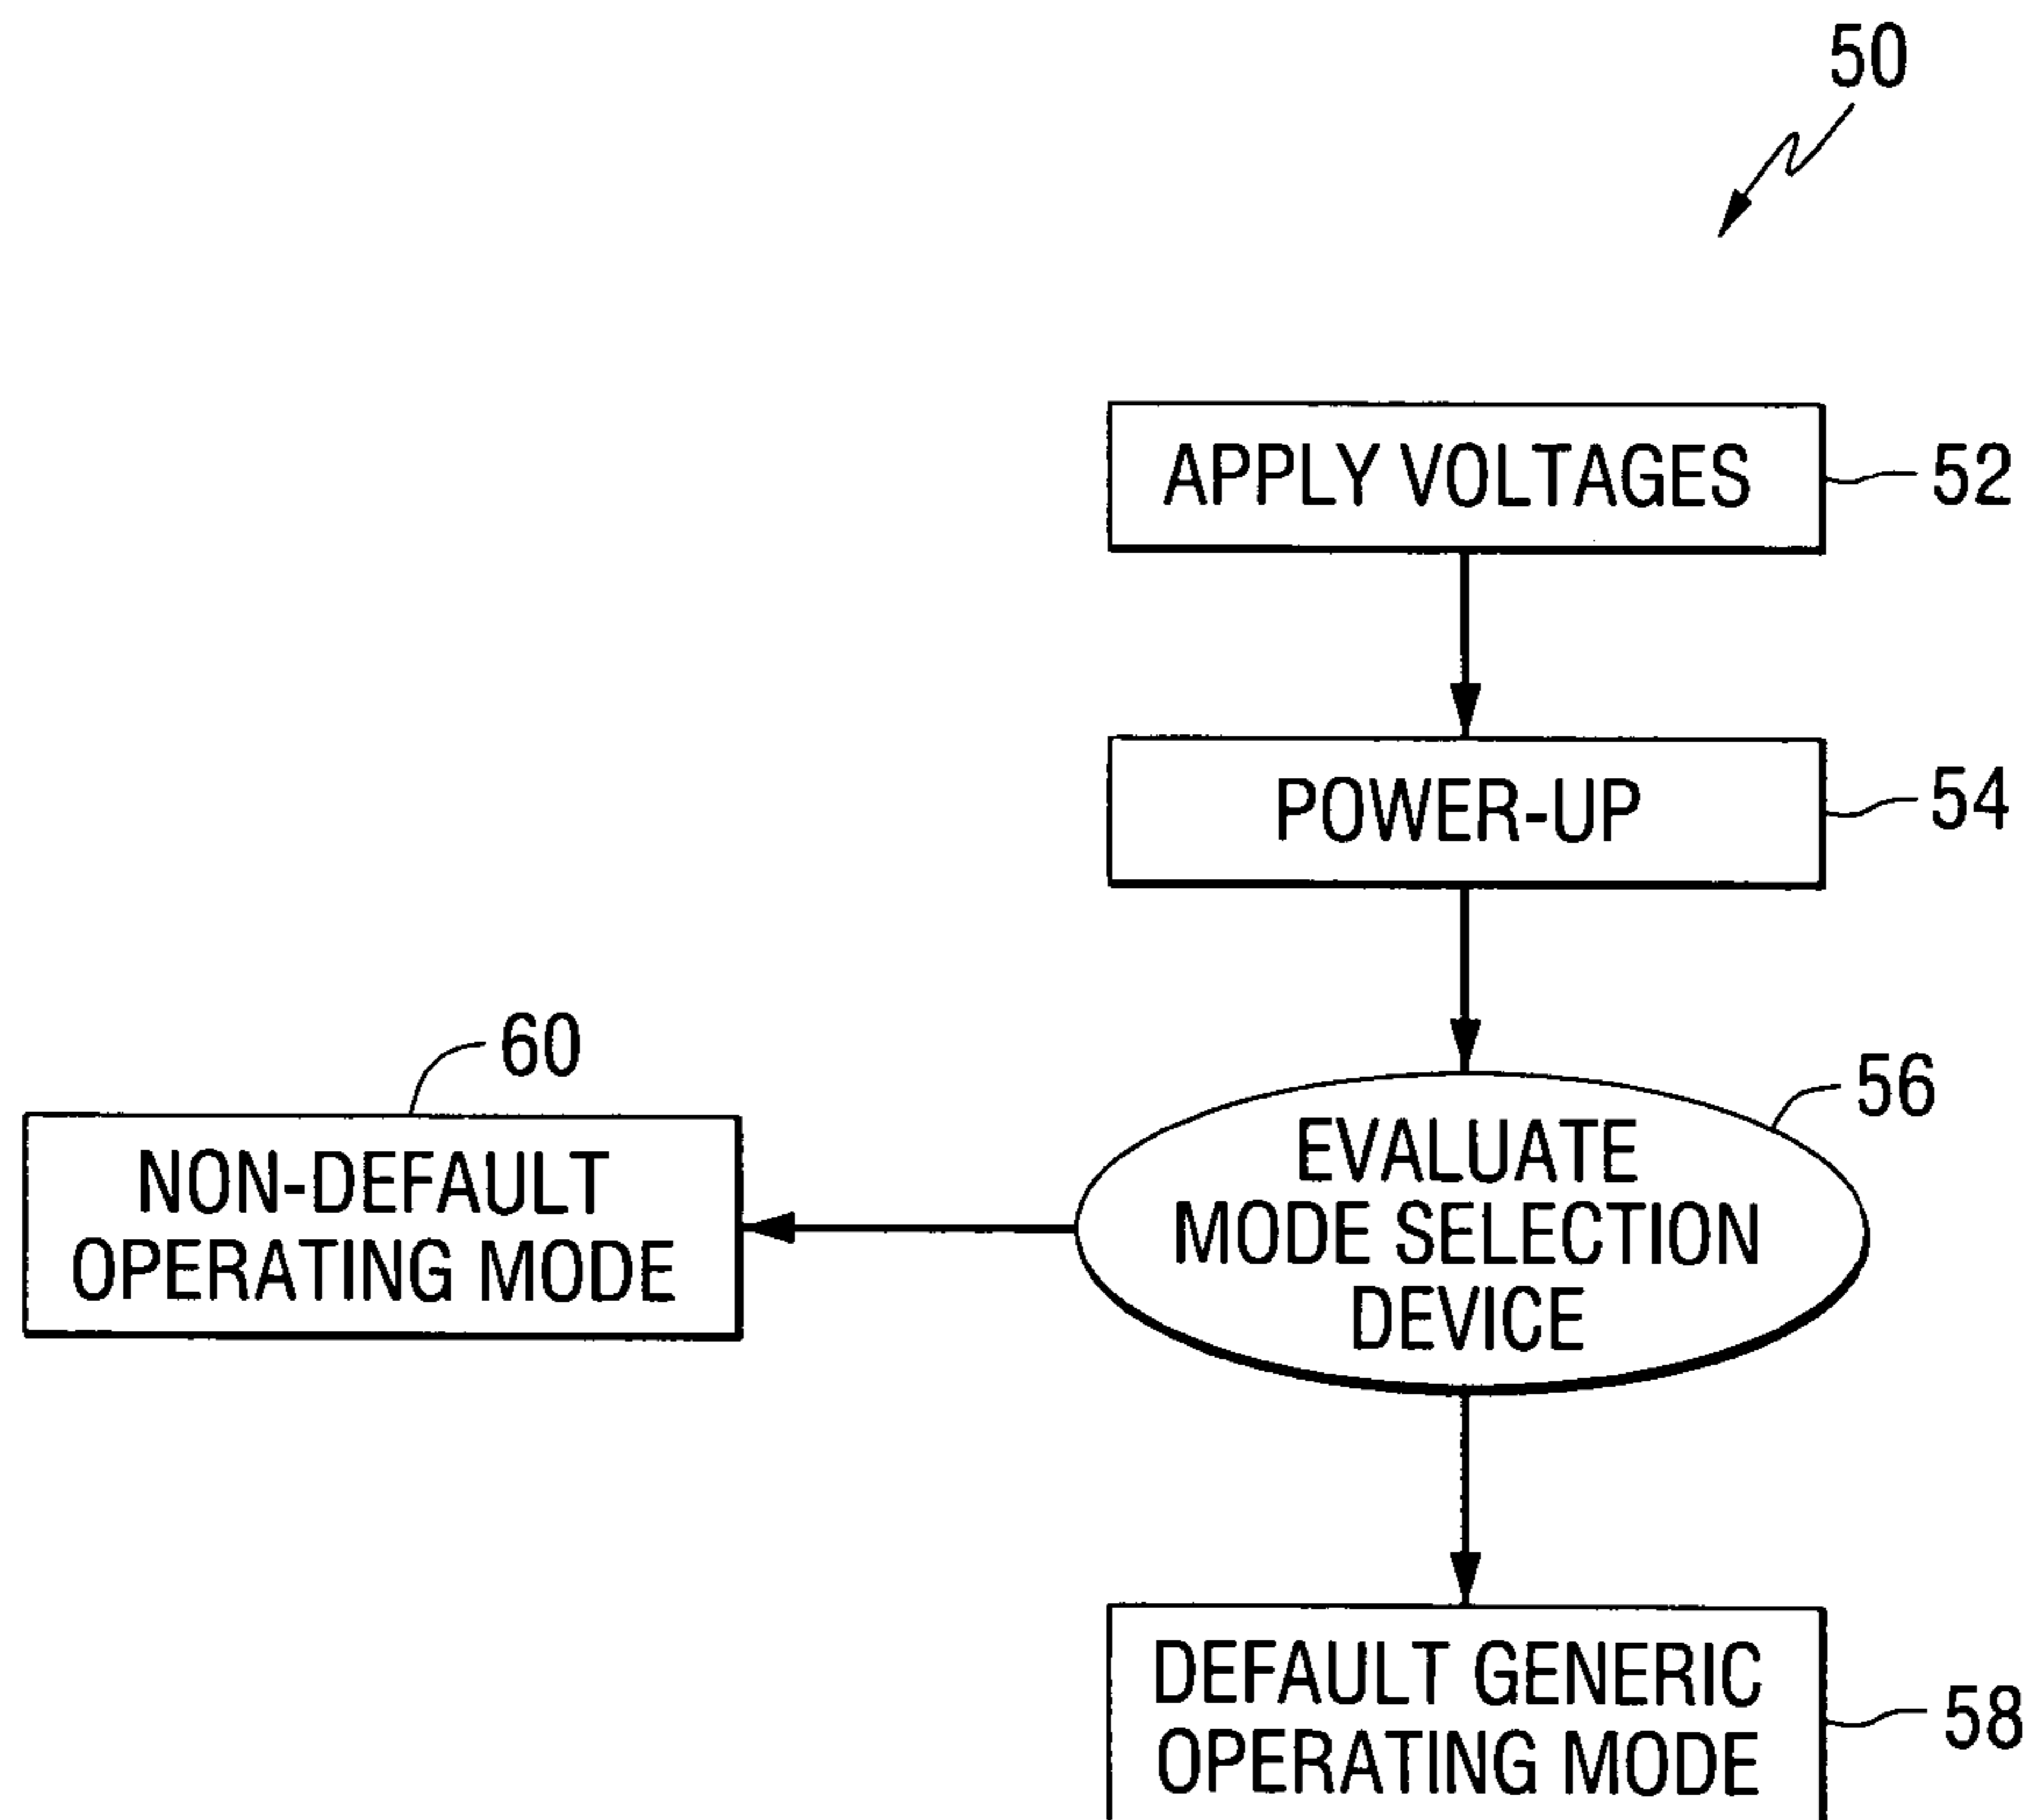 50
APPLY VOLTAGES
52
POWER-UP
54
60
NON-DEFAULT
OPERATING MODE
56
EVALUATE
MODE SELECTION
DEVICE
DEFAULT GENERIC
OPERATING MODE
58